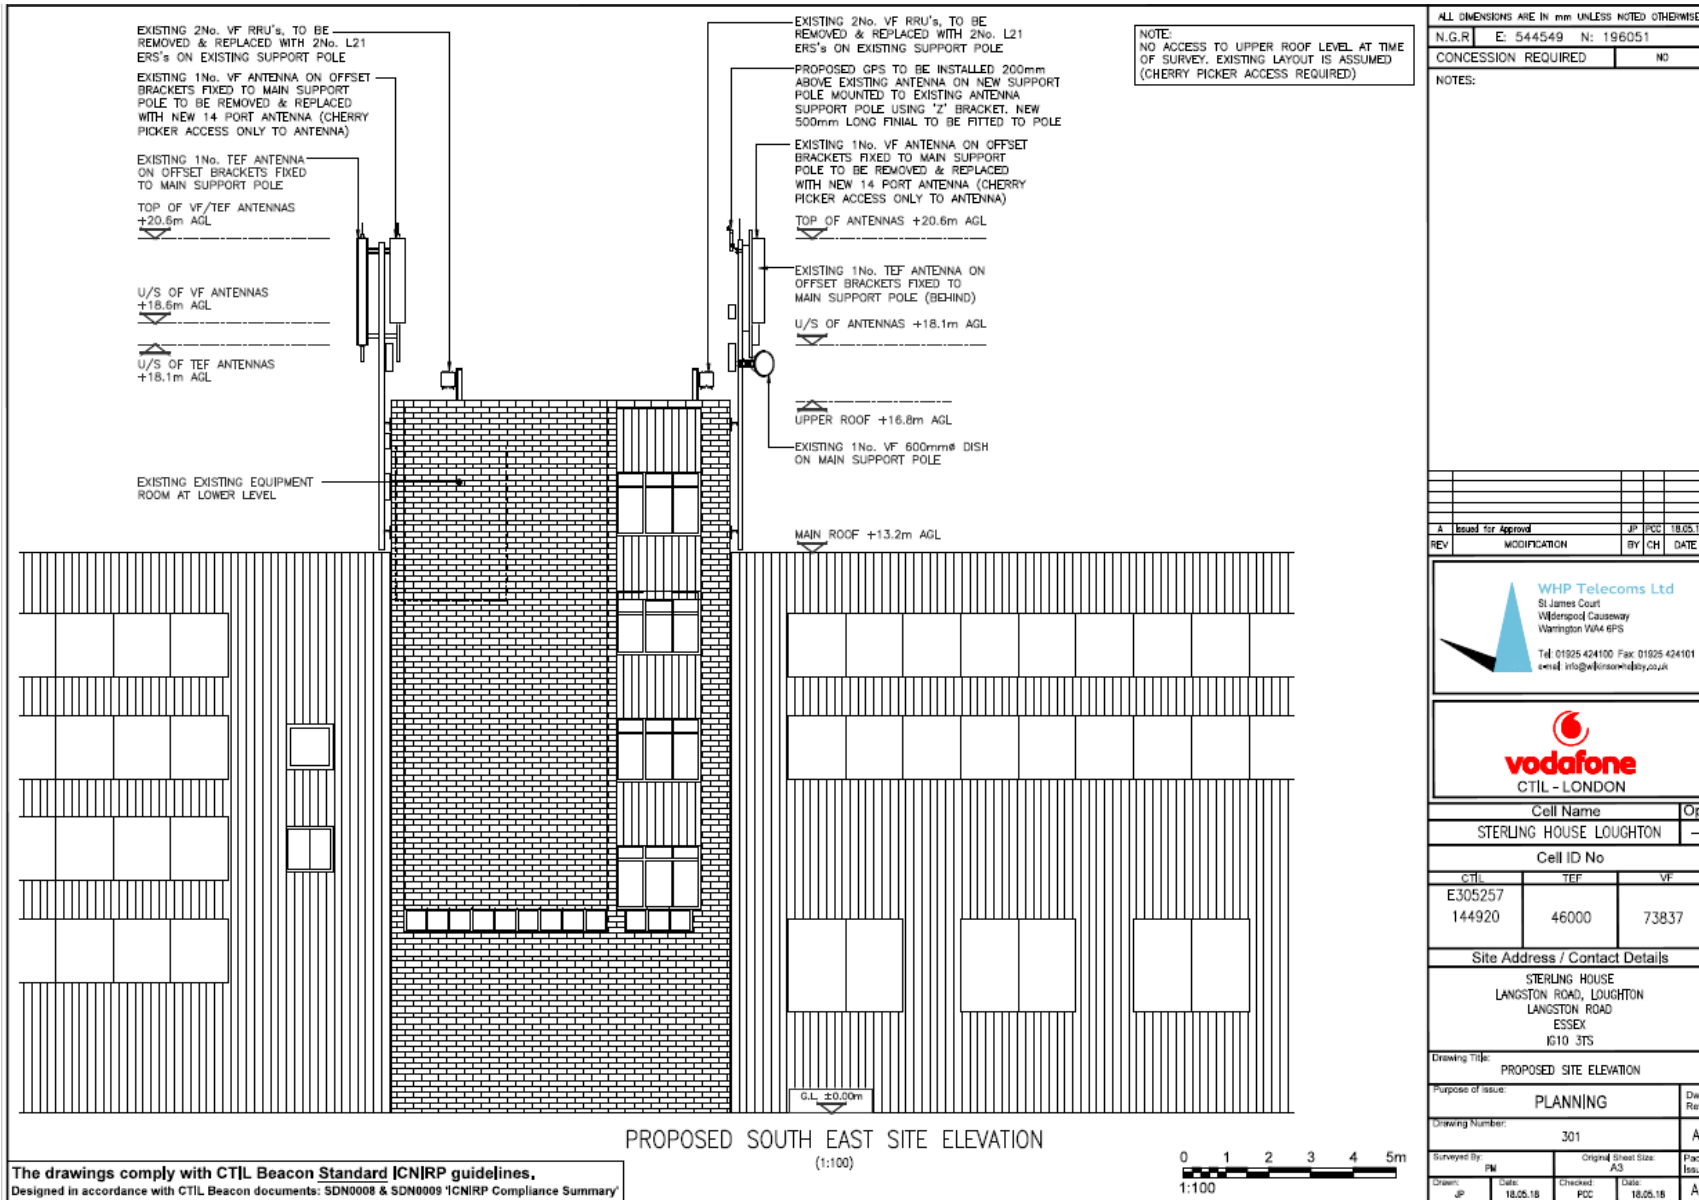 EXISTING 2No. VF RRU's, TO BE
REMOVED & REPLACED WITH 2No. L21
ERS's ON EXISTING SUPPORT POLE
EXISTING 1No. VF ANTENNA ON OFFSET
BRACKETS FIXED TO MAIN SUPPORT
POLE TO BE REMOVED & REPLACED
WITH NEW 14 PORT ANTENNA (CHERRY
PICKER ACCESS ONLY TO ANTENNA)
EXISTING 1No. TEF ANTENNA
ON OFFSET BRACKETS FIXED
TO MAIN SUPPORT POLE
TOP OF VF/TEF ANTENNAS
+20.6m AGL
U/S OF VF ANTENNAS
+18.6m AGL
U/S OF TEF ANTENNAS
+18.1m AGL
EXISTING EXISTING EQUIPMENT
ROOM AT LOWER LEVEL
EXISTING 2No. VF RRU's, TO BE
REMOVED & REPLACED WITH 2No. L21
ERS's ON EXISTING SUPPORT POLE
PROPOSED GPS TO BE INSTALLED 200mm
ABOVE EXISTING ANTENNA ON NEW SUPPORT
POLE MOUNTED TO EXISTING ANTENNA
SUPPORT POLE USING 'Z' BRACKET. NEW
500mm LONG FINIAL TO BE FITTED TO POLE
EXISTING 1No. VF ANTENNA ON OFFSET
BRACKETS FIXED TO MAIN SUPPORT
POLE TO BE REMOVED & REPLACED
WITH NEW 14 PORT ANTENNA (CHERRY
PICKER ACCESS ONLY TO ANTENNA)
TOP OF ANTENNAS +20.6m AGL
EXISTING 1No. TEF ANTENNA ON
OFFSET BRACKETS FIXED TO
MAIN SUPPORT POLE (BEHIND)
U/S OF ANTENNAS +18.1m AGL
UPPER ROOF +16.8m AGL
EXISTING 1No. VF 600mmø DISH
ON MAIN SUPPORT POLE
MAIN ROOF +13.2m AGL
G.L. ±0.00m
NOTE:
NO ACCESS TO UPPER ROOF LEVEL AT TIME
OF SURVEY. EXISTING LAYOUT IS ASSUMED
(CHERRY PICKER ACCESS REQUIRED)
PROPOSED SOUTH EAST SITE ELEVATION
(1:100)
0 1 2 3 4 5m
1:100
The drawings comply with CTIL Beacon Standard ICNIRP guidelines.
Designed in accordance with CTIL Beacon documents: SDN0008 & SDN0009 'ICNIRP Compliance Summary'
ALL DIMENSIONS ARE IN mm UNLESS NOTED OTHERWISE
N.G.R E: 544549 N: 196051
CONCESSION REQUIRED NO
NOTES:
A Issued for Approval JP PCC 18.05.1
REV MODIFICATION BY CH DATE
WHP Telecoms Ltd
St James Court
Wilderspool Causeway
Warrington WA4 6PS
Tel: 01925 424100 Fax: 01925 424101
e-mail: info@wilkinson-helsby.co.uk
vodafone
CTIL - LONDON
Cell Name Op
STERLING HOUSE LOUGHTON –
Cell ID No
CTIL TEF VF
E305257
144920 46000 73837
Site Address / Contact Details
STERLING HOUSE
LANGSTON ROAD, LOUGHTON
LANGSTON ROAD
ESSEX
IG10 3TS
Drawing Title:
PROPOSED SITE ELEVATION
Purpose of issue:
PLANNING
Drawing Number:
301 A
Surveyed By: Original Sheet Size:
PM A3
Drawn: Date: Checked: Date:
JP 18.05.18 PCC 18.05.18 A